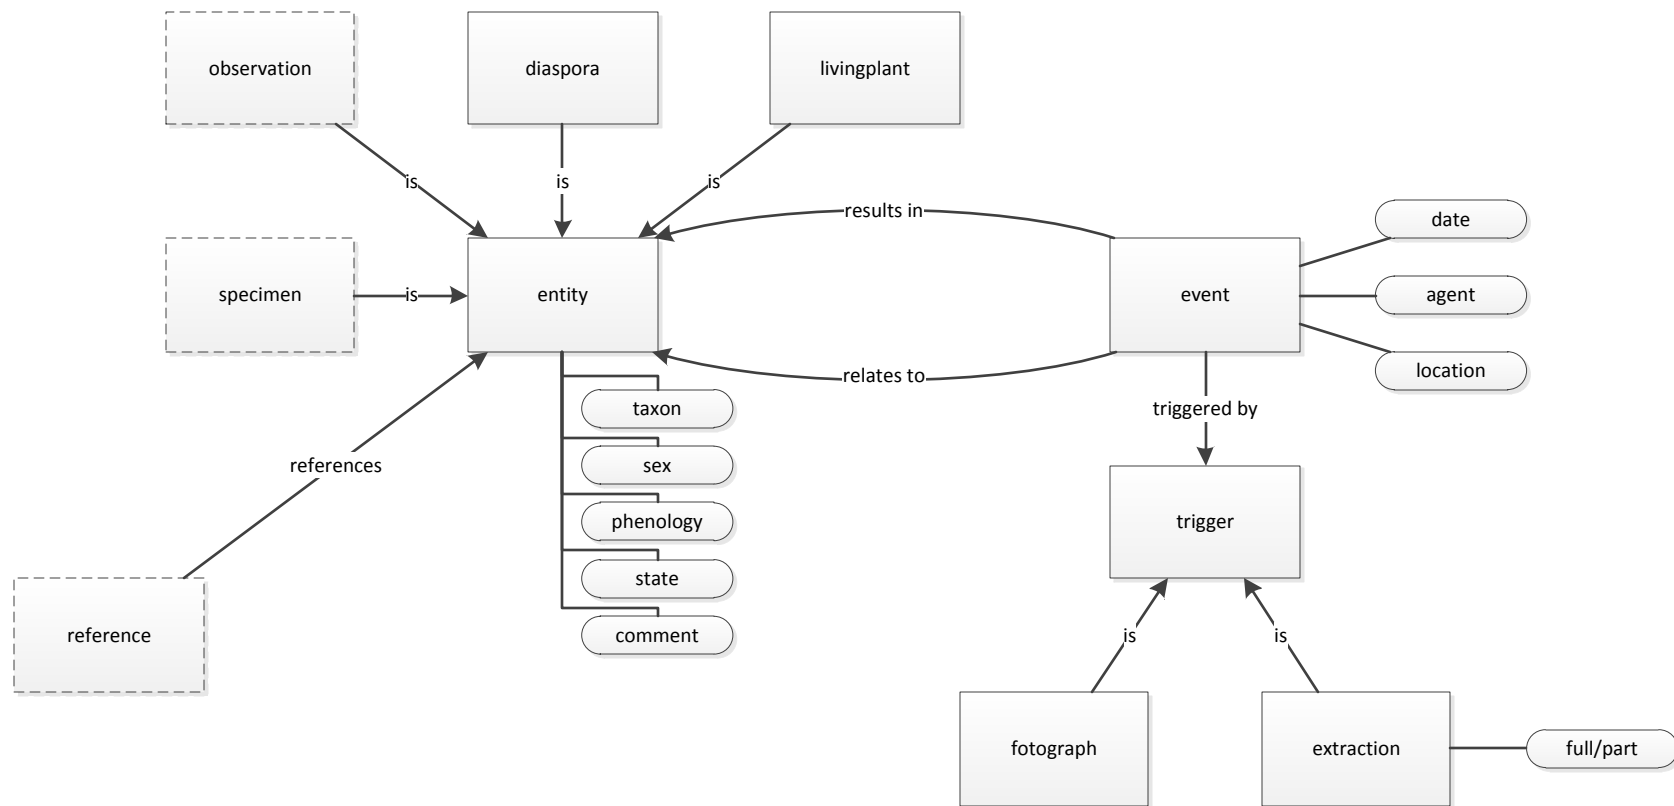 observation
diaspora
livingplant
is
is
is
results in
date
specimen
is
entity
event
agent
location
relates to
taxon
triggered by
sex
references
phenology
trigger
state
reference
comment
is
is
fotograph
extraction
full/part